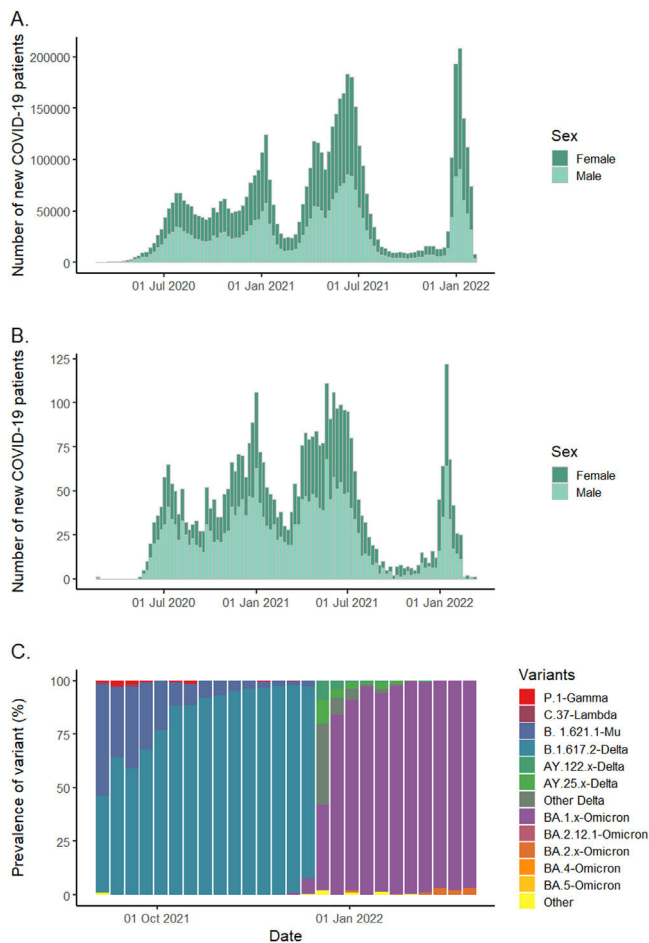 A.
Number of new COVID-19 patients
200000
150000
100000
50000
0
01 Jul 2020
01 Jan 2021
01 Jul 2021
01 Jan 2022
Sex
Female
Male
B.
Number of new COVID-19 patients
125
100
75
50
25
0
01 Jul 2020
01 Jan 2021
01 Jul 2021
01 Jan 2022
Sex
Female
Male
C.
Prevalence of variant (%)
100
75
50
25
0
01 Oct 2021
01 Jan 2022
Date
Variants
P.1-Gamma
C.37-Lambda
B. 1.621.1-Mu
B.1.617.2-Delta
AY.122.x-Delta
AY.25.x-Delta
Other Delta
BA.1.x-Omicron
BA.2.12.1-Omicron
BA.2.x-Omicron
BA.4-Omicron
BA.5-Omicron
Other